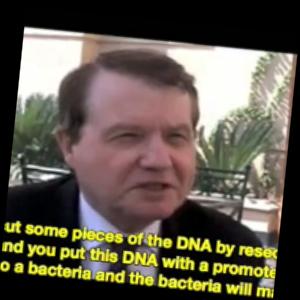 ut some pieces of the DNA by resec
nd you put this DNA with a promote
o a bacteria and the bacteria will ma